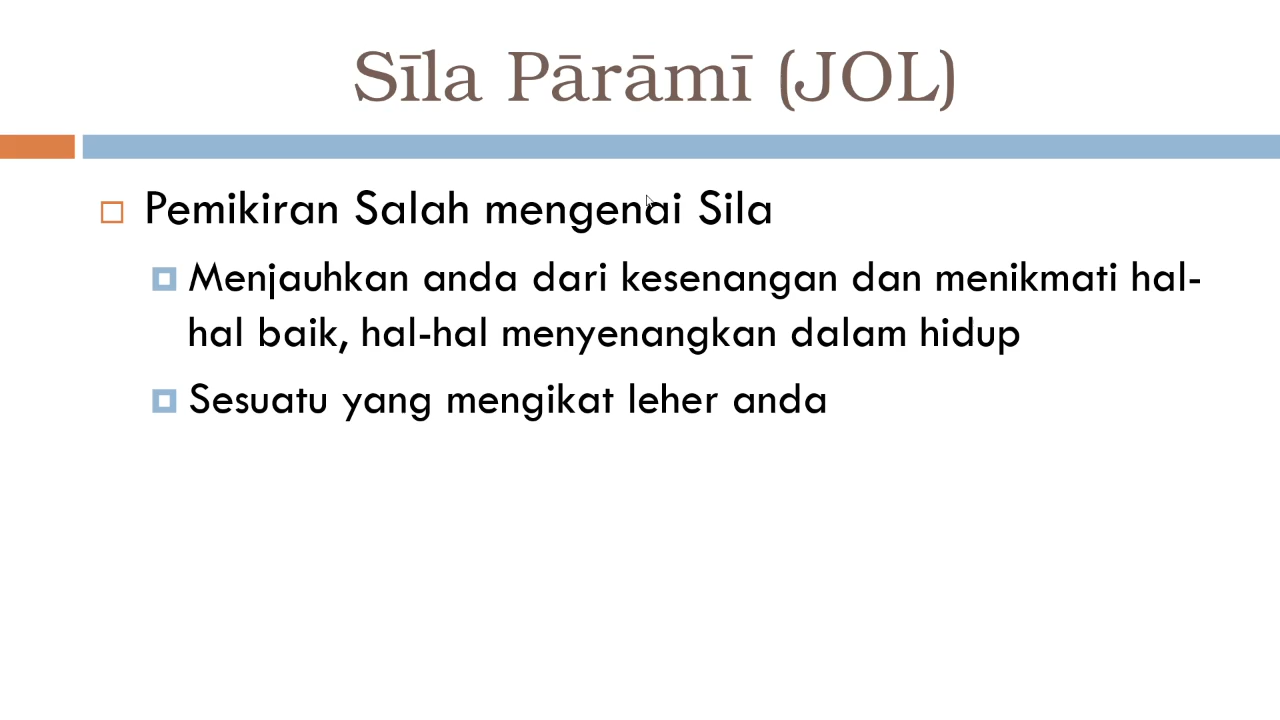 Sīla Pārāmī (JOL)
Pemikiran Salah mengenai Sila
Menjauhkan anda dari kesenangan dan menikmati hal-
hal baik, hal-hal menyenangkan dalam hidup
Sesuatu yang mengikat leher anda